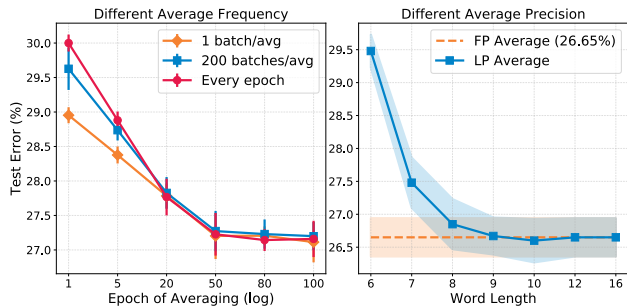 Different Average Frequency
Different Average Precision
Test Error (%)
30.0
29.5
29.0
28.5
28.0
27.5
27.0
1 batch/avg
200 batches/avg
Every epoch
1 5 20 50 80 100
Epoch of Averaging (log)
29.5
29.0
28.5
28.0
27.5
27.0
26.5
FP Average (26.65%)
LP Average
6 7 8 9 10 12 16
Word Length